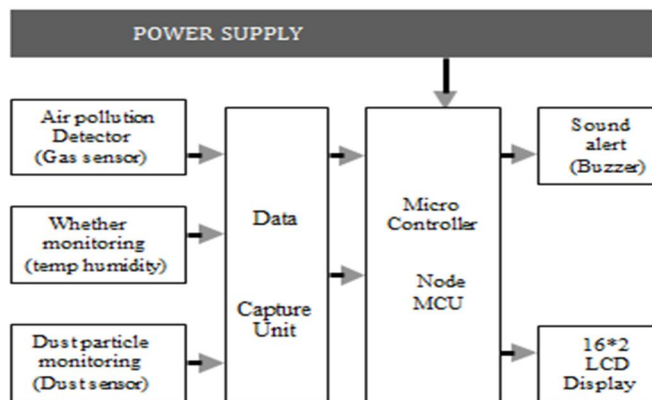 POWER SUPPLY
Air pollution
Detector
(Gas sensor)
Whether
monitoring
(temp humidity)
Dust particle
monitoring
(Dust sensor)
Data
Capture
Unit
Micro
Controller
Node
MCU
Sound
alert
(Buzzer)
16*2
LCD
Display